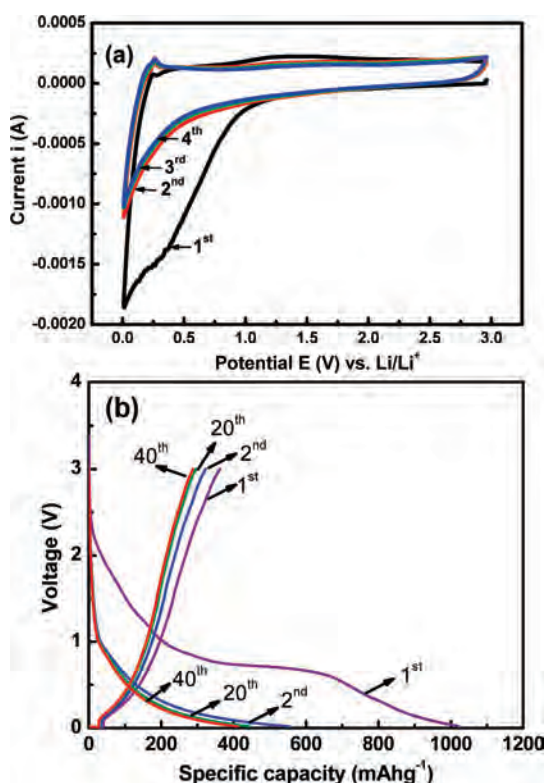 (a)
0.0005
0.0000
-0.0005
-0.0010
-0.0015
-0.0020
Current i (A)
4th
3rd
2nd
1st
0.0 0.5 1.0 1.5 2.0 2.5 3.0
Potential E (V) vs. Li/Li+
(b)
4
3
2
1
0
Voltage (V)
20th
40th
2nd
1st
1st
40th
20th
2nd
0 200 400 600 800 1000 1200
Specific capacity (mAhg-1)